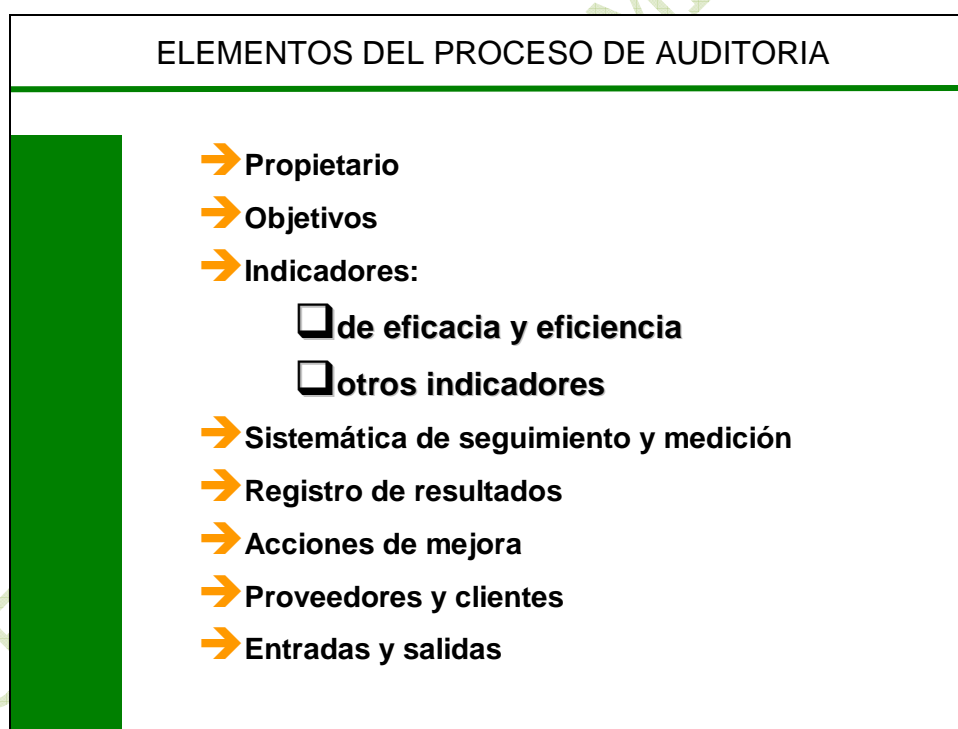 ELEMENTOS DEL PROCESO DE AUDITORIA
Propietario
Objetivos
Indicadores:
de eficacia y eficiencia
otros indicadores
Sistemática de seguimiento y medición
Registro de resultados
Acciones de mejora
Proveedores y clientes
Entradas y salidas